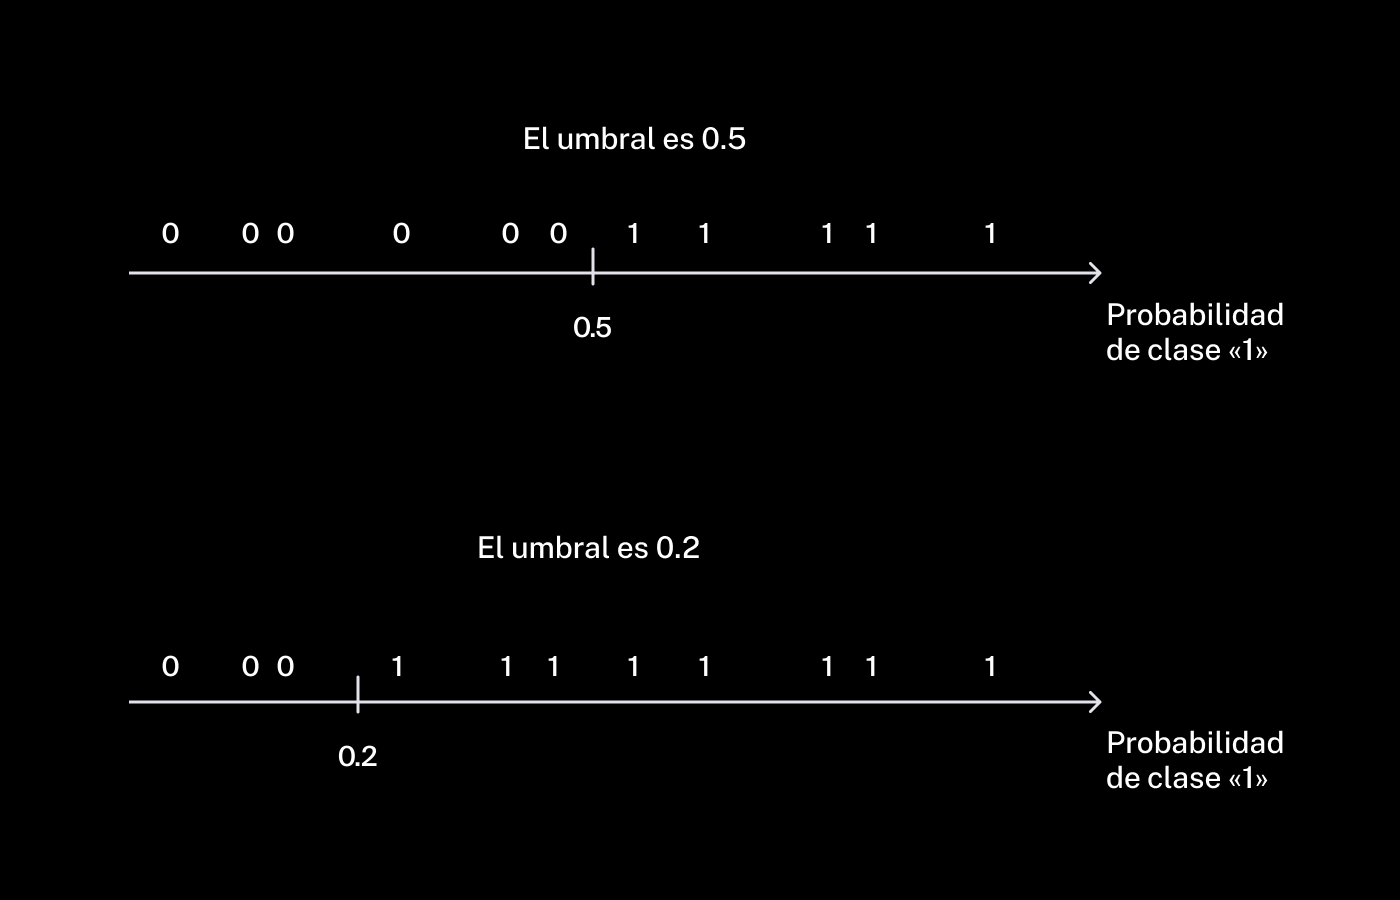 El umbral es 0.5
0 0 0 0 0 0 1 1 1 1 1
0.5
Probabilidad
de clase «1»
El umbral es 0.2
0 0 0 1 1 1 1 1 1 1 1
0.2
Probabilidad
de clase «1»